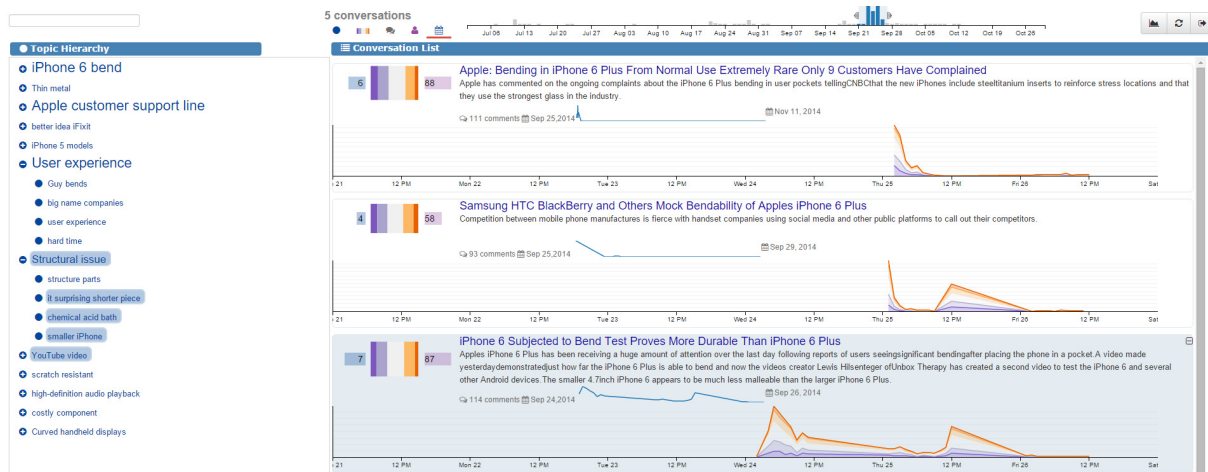 5 conversations
Jul 06 Jul 13 Jul 20 Jul 27 Aug 03 Aug 10 Aug 17 Aug 24 Aug 31 Sep 07 Sep 14 Sep 21 Sep 28 Oct 05 Oct 12 Oct 19 Oct 26
Topic Hierarchy
iPhone 6 bend
Thin metal
Apple customer support line
better idea iFixit
iPhone 5 models
User experience
Guy bends
big name companies
user experience
hard time
Structural issue
structure parts
it surprising shorter piece
chemical acid bath
smaller iPhone
YouTube video
scratch resistant
high-definition audio playback
costly component
Curved handheld displays
Conversation List
6 88
Apple: Bending in iPhone 6 Plus From Normal Use Extremely Rare Only 9 Customers Have Complained
Apple has commented on the ongoing complaints about the iPhone 6 Plus bending in user pockets tellingCNBCthat the new iPhones include steeltitanium inserts to reinforce stress locations and that
they use the strongest glass in the industry.
111 comments Sep 25,2014 Nov 11, 2014
21 12 PM Mon 22 12 PM Tue 23 12 PM Wed 24 12 PM Thu 25 12 PM Fri 26 12 PM Sat
4 58
Samsung HTC BlackBerry and Others Mock Bendability of Apples iPhone 6 Plus
Competition between mobile phone manufactures is fierce with handset companies using social media and other public platforms to call out their competitors.
93 comments Sep 25,2014 Sep 29, 2014
21 12 PM Mon 22 12 PM Tue 23 12 PM Wed 24 12 PM Thu 25 12 PM Fri 26 12 PM Sat
7 87
iPhone 6 Subjected to Bend Test Proves More Durable Than iPhone 6 Plus
Apples iPhone 6 Plus has been receiving a huge amount of attention over the last day following reports of users seeingsignificant bendingafter placing the phone in a pocket.A video made
yesterdaydemonstratedjust how far the iPhone 6 Plus is able to bend and now the videos creator Lewis Hilsenteger ofUnbox Therapy has created a second video to test the iPhone 6 and several
other Android devices.The smaller 4.7inch iPhone 6 appears to be much less malleable than the larger iPhone 6 Plus.
114 comments Sep 24,2014 Sep 26, 2014
21 12 PM Mon 22 12 PM Tue 23 12 PM Wed 24 12 PM Thu 25 12 PM Fri 26 12 PM Sat